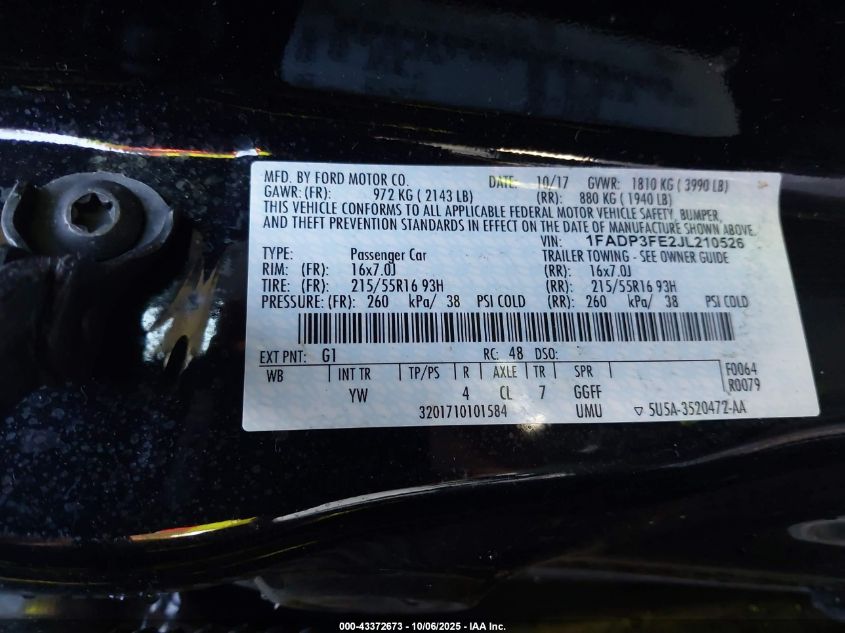 MFD. BY FORD MOTOR CO. DATE: 10/17 GVWR: 1810 KG ( 3990 LB)
GAWR: (FR): 972 KG ( 2143 LB) (RR): 880 KG ( 1940 LB)
THIS VEHICLE CONFORMS TO ALL APPLICABLE FEDERAL MOTOR VEHICLE SAFETY, BUMPER,
AND THEFT PREVENTION STANDARDS IN EFFECT ON THE DATE OF MANUFACTURE SHOWN ABOVE.
VIN: 1FADP3FE2JL210526
TYPE: Passenger Car TRAILER TOWING - SEE OWNER GUIDE
RIM: (FR): 16x7.0J (RR): 16x7.0J
TIRE: (FR): 215/55R16 93H (RR): 215/55R16 93H
PRESSURE: (FR): 260 kPa/ 38 PSI COLD (RR): 260 kPa/ 38 PSI COLD
EXT PNT: G1 RC: 48 DSO: F0064
WB INT TR TP/PS R AXLE TR SPR R0079
YW 4 CL 7 GGFF
3201710101584 UMU ▽ 5U5A-3520472-AA
000-43372673 - 10/06/2025 - IAA Inc.